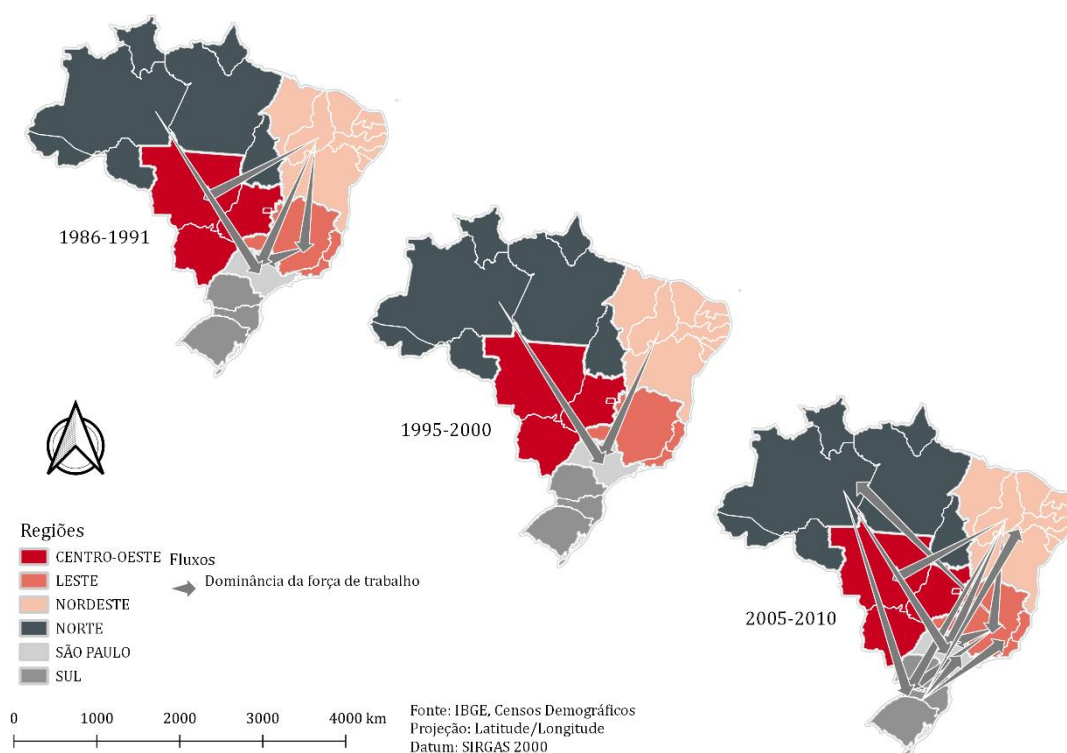 1986-1991
1995-2000
2005-2010
Regiões
CENTRO-OESTE
LESTE
NORDESTE
NORTE
SÃO PAULO
SUL
Fluxos
Dominância da força de trabalho
0 1000 2000 3000 4000 km
Fonte: IBGE, Censos Demográficos
Projeção: Latitude/Longitude
Datum: SIRGAS 2000